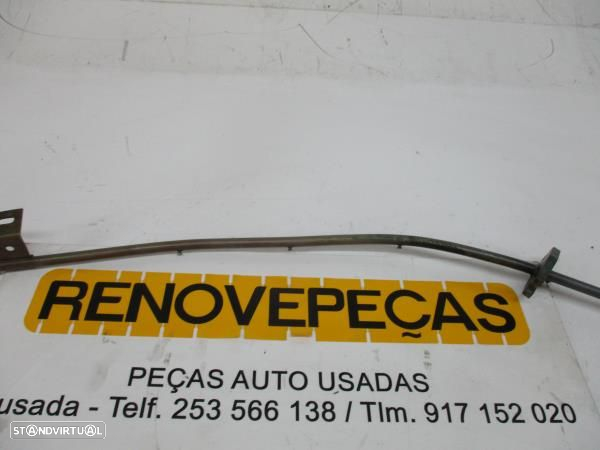 RENOVEPEÇAS
PEÇAS AUTO USADAS
usada - Telf. 253 566 138 / Tlm. 917 152 020
STANDVIRTUAL